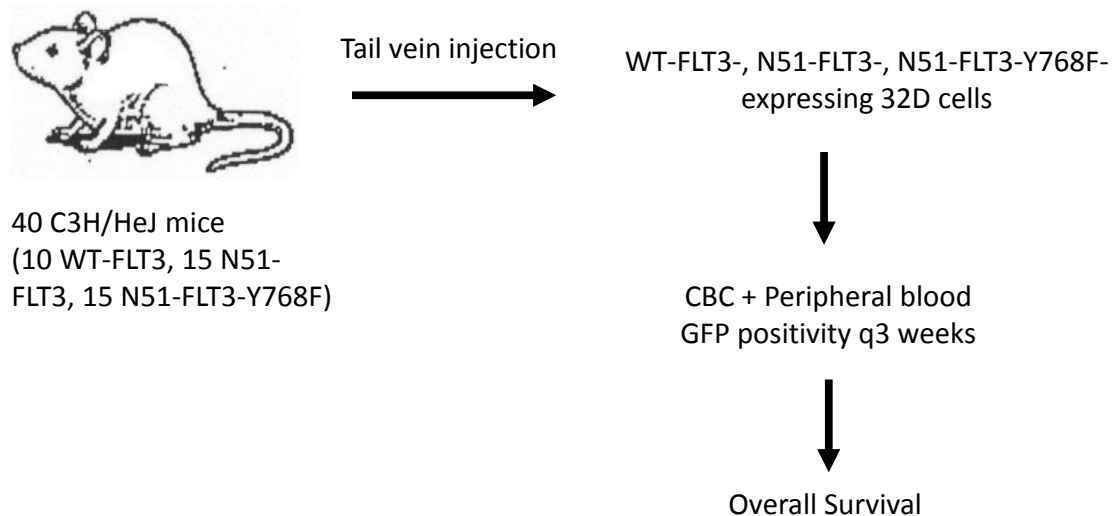 Tail vein injection
WT-FLT3-, N51-FLT3-, N51-FLT3-Y768F-
expressing 32D cells
40 C3H/HeJ mice
(10 WT-FLT3, 15 N51-
FLT3, 15 N51-FLT3-Y768F)
CBC + Peripheral blood
GFP positivity q3 weeks
Overall Survival